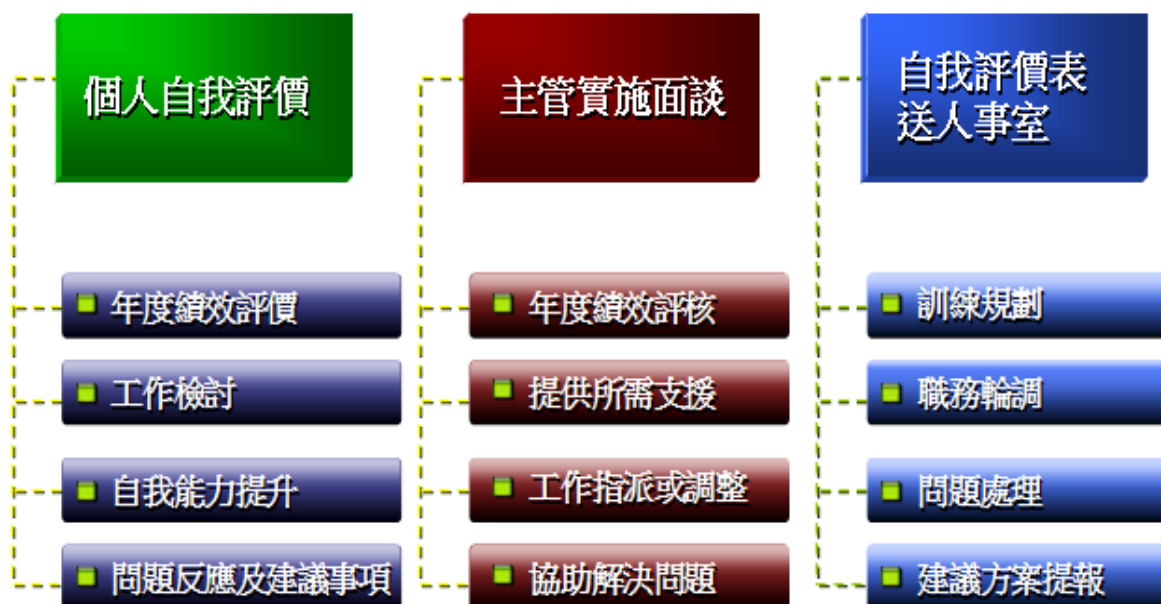 個人自我評價
年度績效評價
工作檢討
自我能力提升
問題反應及建議事項
主管實施面談
年度績效評核
提供所需支援
工作指派或調整
協助解決問題
自我評價表
送人事室
訓練規劃
職務輪調
問題處理
建議方案提報